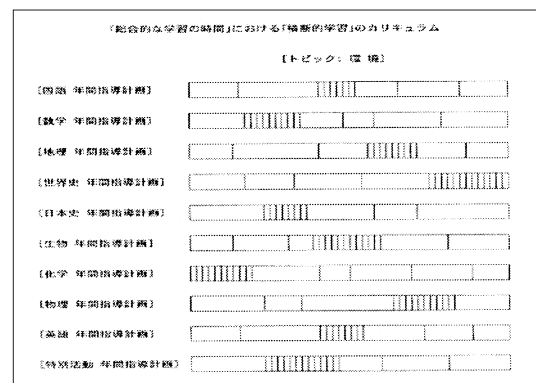 「総合的な学習の時間」における「横断的学習」のカリキュラム
【トピック: 環 境】
［国語 年間指導計画］
［数学 年間指導計画］
［地理 年間指導計画］
［世界史 年間指導計画］
［日本史 年間指導計画］
［生物 年間指導計画］
［化学 年間指導計画］
［物理 年間指導計画］
［英語 年間指導計画］
［特別活動 年間指導計画］